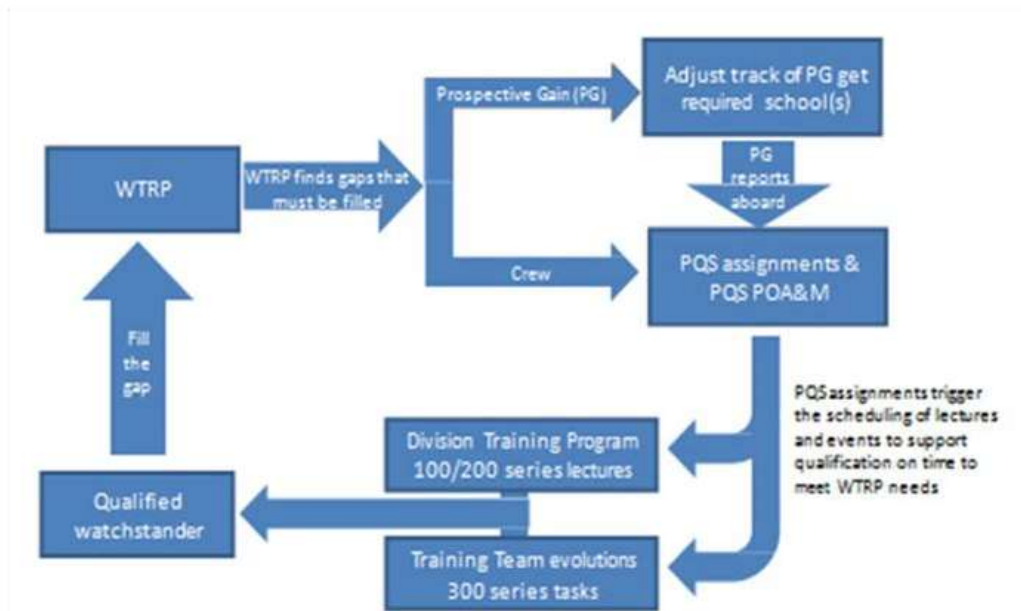 WTRP
WTRP finds gaps that
must be filled
Prospective Gain (PG)
Crew
Adjust track of PG get
required school(s)
PG
reports
aboard
PQS assignments &
PQS POA&M
PQS assignments trigger
the scheduling of lectures
and events to support
qualification on time to
meet WTRP needs
Division Training Program
100/200 series lectures
Training Team evolutions
300 series tasks
Qualified
watchstander
Fill
the
gap